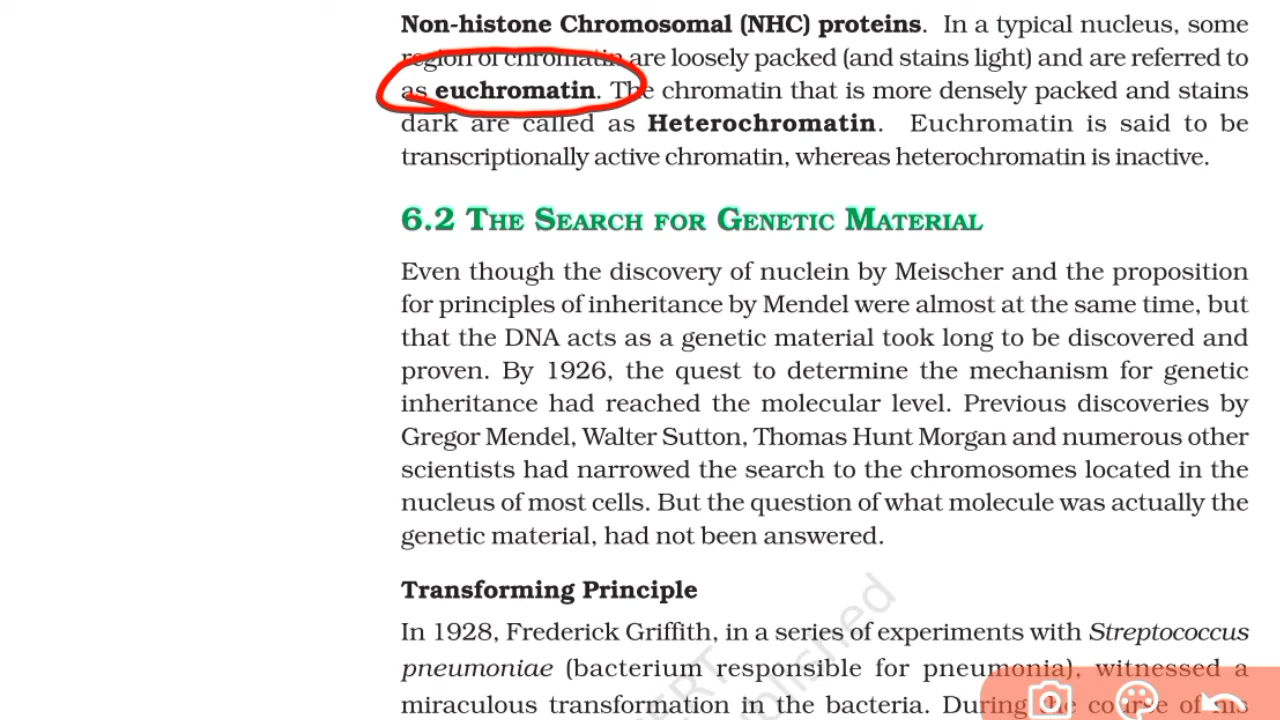 Non-histone Chromosomal (NHC) proteins. In a typical nucleus, some
region of chromatin are loosely packed (and stains light) and are referred to
as euchromatin. The chromatin that is more densely packed and stains
dark are called as Heterochromatin. Euchromatin is said to be
transcriptionally active chromatin, whereas heterochromatin is inactive.
6.2 The Search for Genetic Material
Even though the discovery of nuclein by Meischer and the proposition
for principles of inheritance by Mendel were almost at the same time, but
that the DNA acts as a genetic material took long to be discovered and
proven. By 1926, the quest to determine the mechanism for genetic
inheritance had reached the molecular level. Previous discoveries by
Gregor Mendel, Walter Sutton, Thomas Hunt Morgan and numerous other
scientists had narrowed the search to the chromosomes located in the
nucleus of most cells. But the question of what molecule was actually the
genetic material, had not been answered.
Transforming Principle
In 1928, Frederick Griffith, in a series of experiments with Streptococcus
pneumoniae (bacterium responsible for pneumonia), witnessed a
miraculous transformation in the bacteria. During the course of his